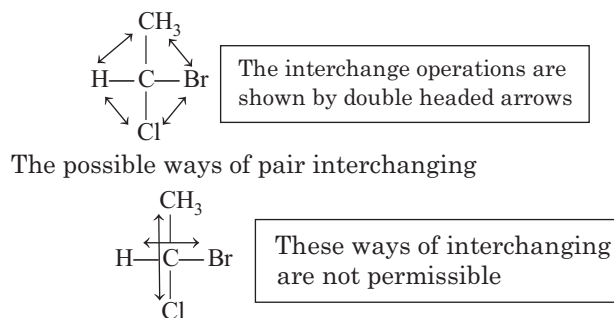 CH₃
H—C—Br
Cl
The interchange operations are
shown by double headed arrows
The possible ways of pair interchanging
CH₃
H—C—Br
Cl
These ways of interchanging
are not permissible